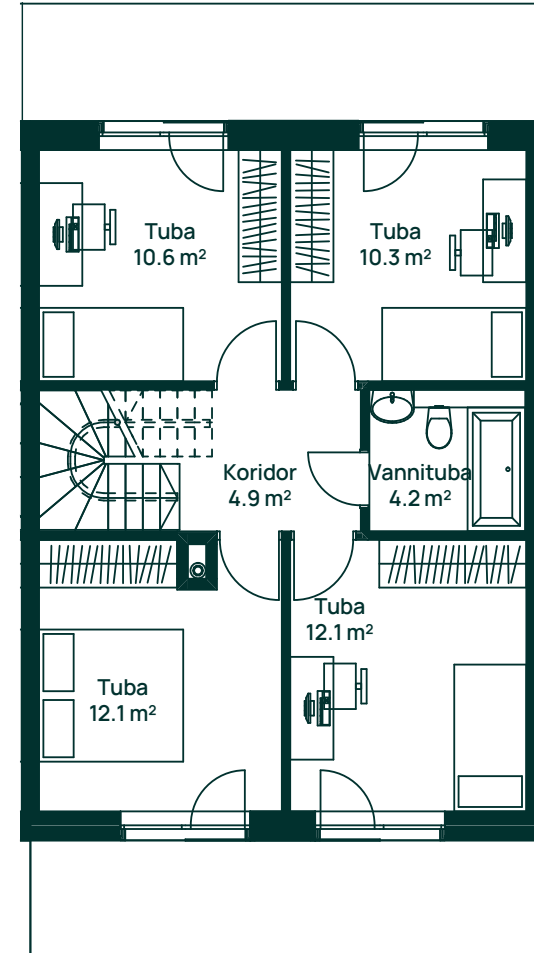 Tuba
10.6 m²
Tuba
10.3 m²
Koridor
4.9 m²
Vannituba
4.2 m²
Tuba
12.1 m²
Tuba
12.1 m²